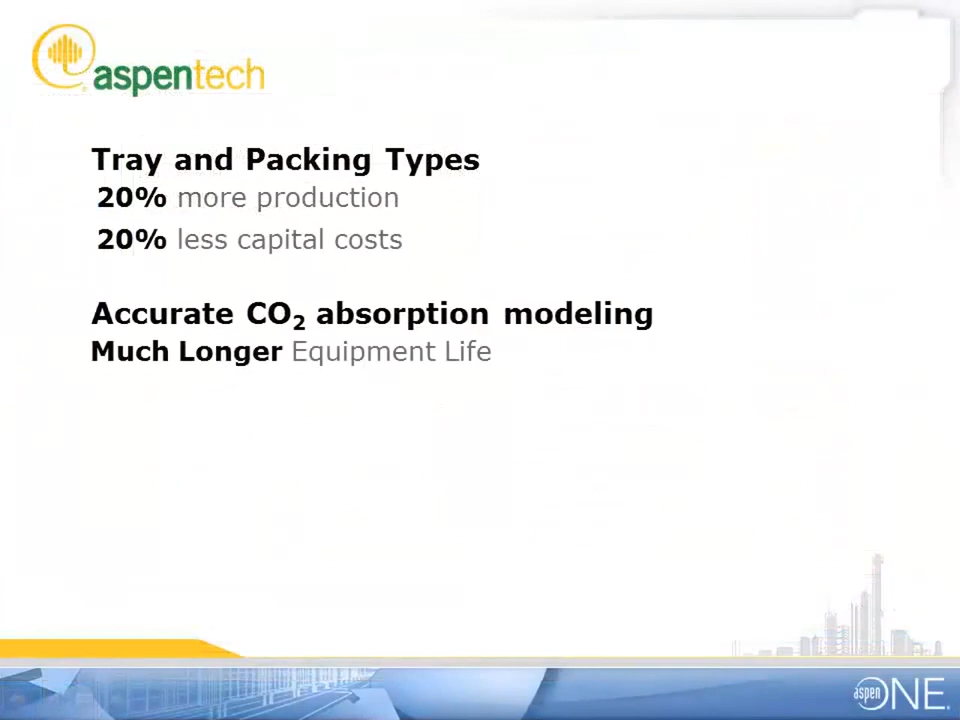 aspentech
Tray and Packing Types
20% more production
20% less capital costs
Accurate CO₂ absorption modeling
Much Longer Equipment Life
aspenONE.